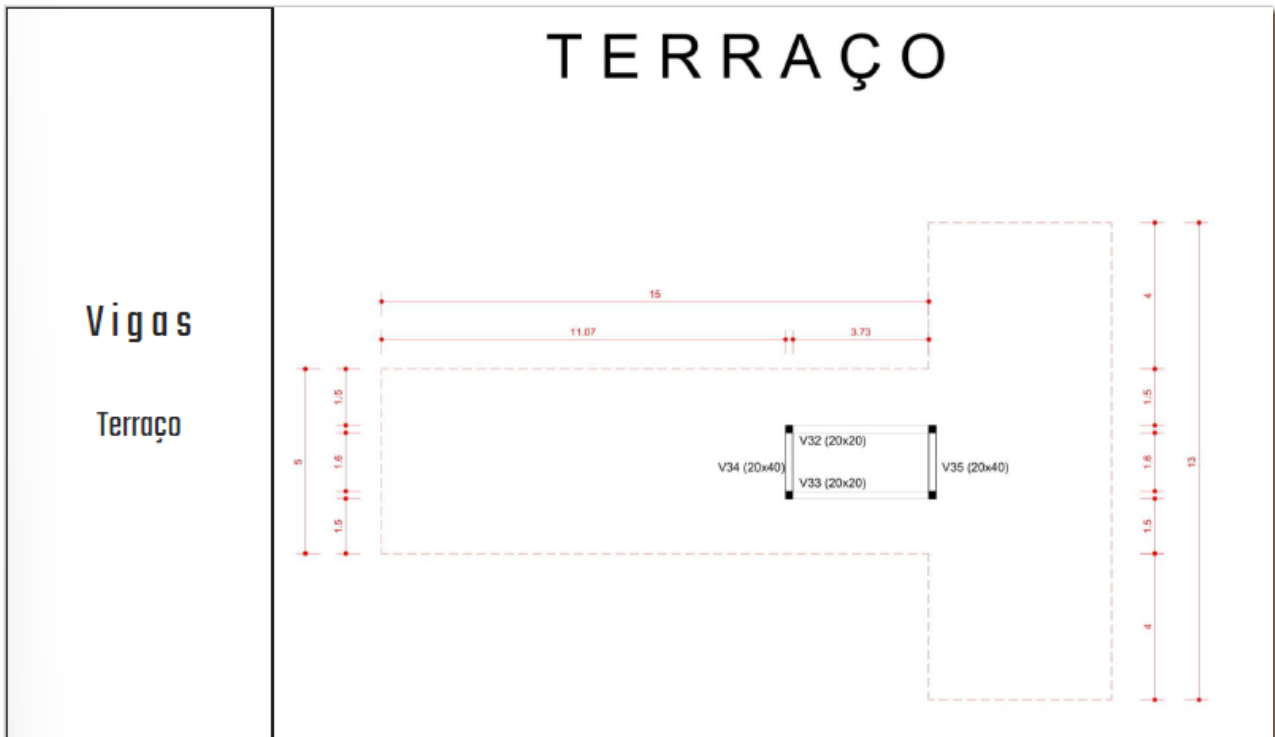 TERRAÇO
Vigas
Terraço
15
11.07
3.73
5
1.5
1.6
1.5
V32 (20x20)
V34 (20x40)
V35 (20x40)
V33 (20x20)
4
1.5
1.6
1.5
4
13